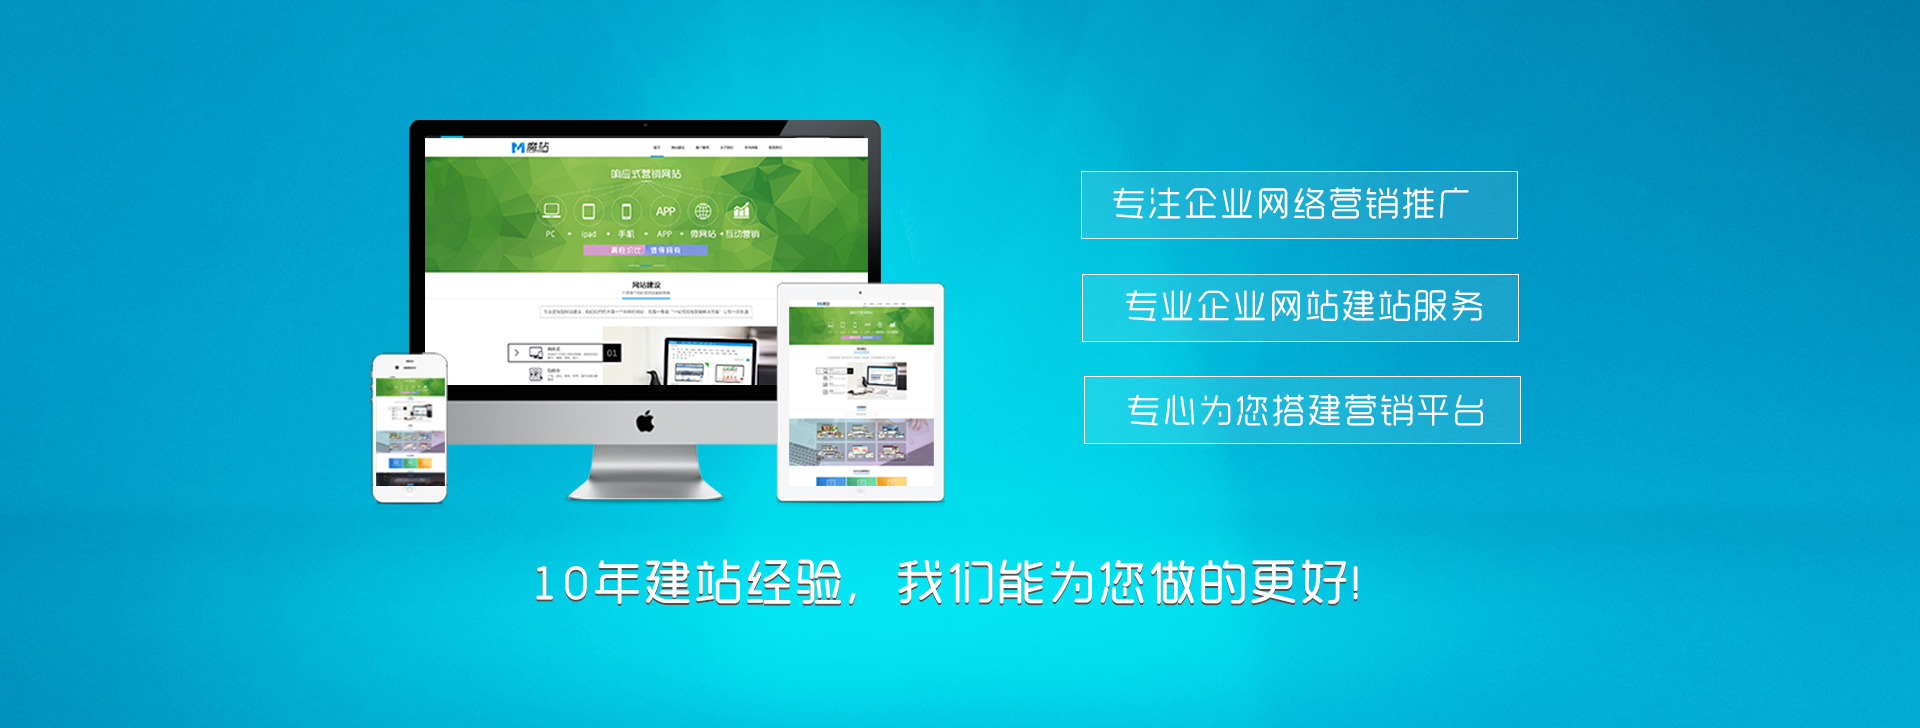 魔站
响应式营销网站
APP
PC • ipad • 手机 • APP • 微网站 • 互动营销
网站建设
01
专注企业网络营销推广
专业企业网站建站服务
专心为您搭建营销平台
10年建站经验，我们能为您做的更好!